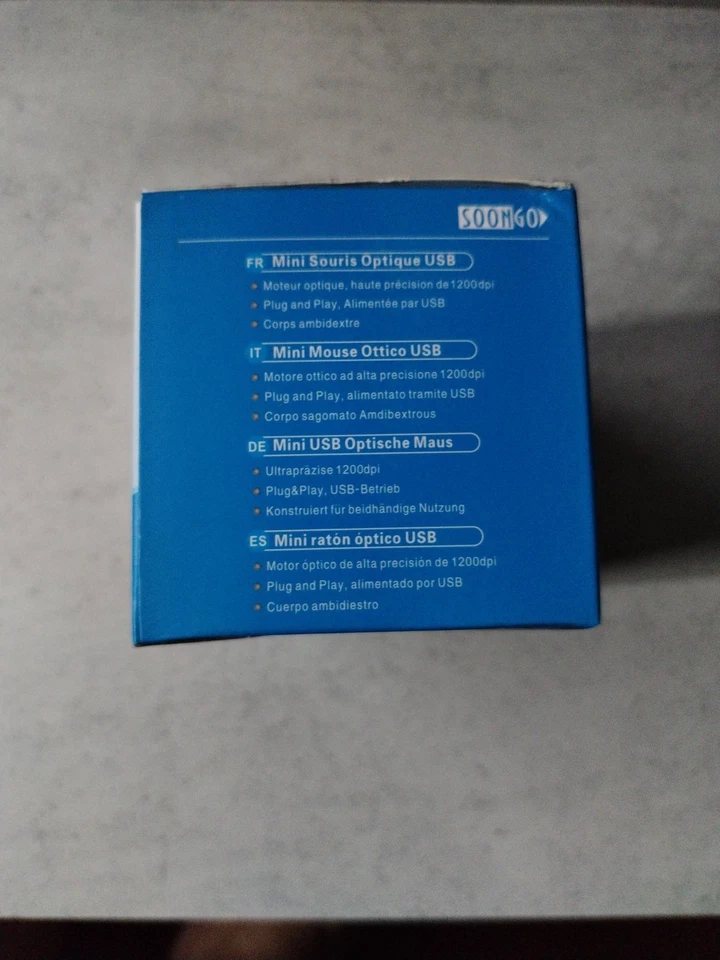 SOONGO
FR Mini Souris Optique USB
Moteur optique, haute précision de 1200dpi
Plug and Play, Alimentée par USB
Corps ambidextre
IT Mini Mouse Ottico USB
Motore ottico ad alta precisione 1200dpi
Plug and Play, alimentato tramite USB
Corpo sagomato Amdibextrous
DE Mini USB Optische Maus
Ultrapräzise 1200dpi
Plug&Play, USB-Betrieb
Konstruiert für beidhändige Nutzung
ES Mini ratón óptico USB
Motor óptico de alta precisión de 1200dpi
Plug and Play, alimentado por USB
Cuerpo ambidiestro